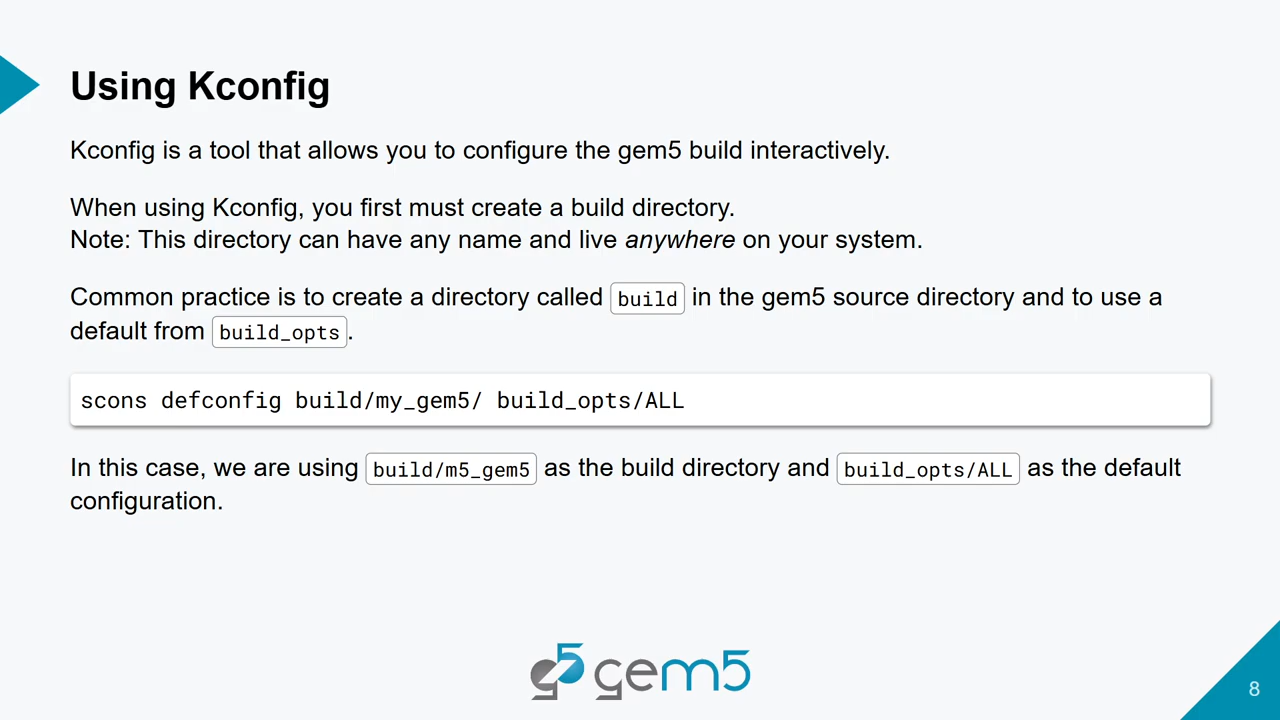 Using Kconfig
Kconfig is a tool that allows you to configure the gem5 build interactively.
When using Kconfig, you first must create a build directory.
Note: This directory can have any name and live anywhere on your system.
Common practice is to create a directory called build in the gem5 source directory and to use a
default from build_opts.
scons defconfig build/my_gem5/ build_opts/ALL
In this case, we are using build/m5_gem5 as the build directory and build_opts/ALL as the default
configuration.
g5 gem5
8